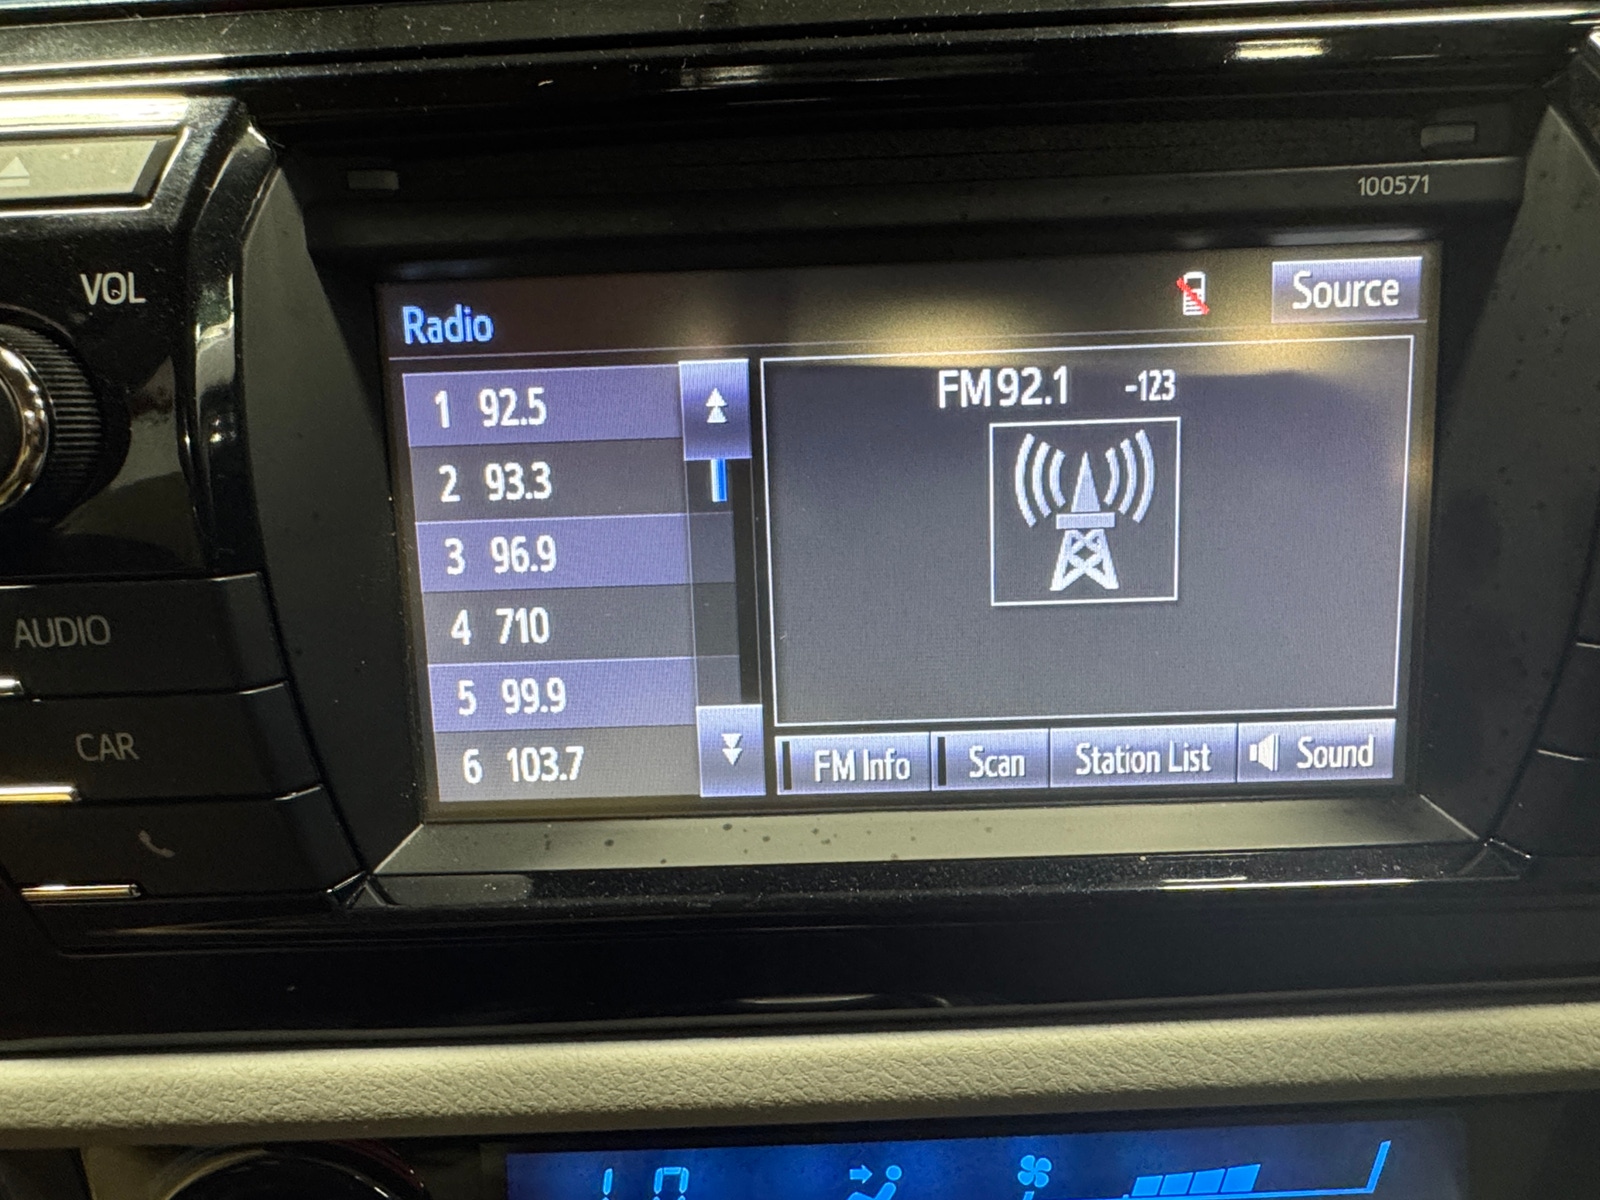 100571
VOL
Radio
Source
1 92.5
2 93.3
3 96.9
4 710
5 99.9
6 103.7
FM 92.1 -123
FM Info
Scan
Station List
Sound
AUDIO
CAR